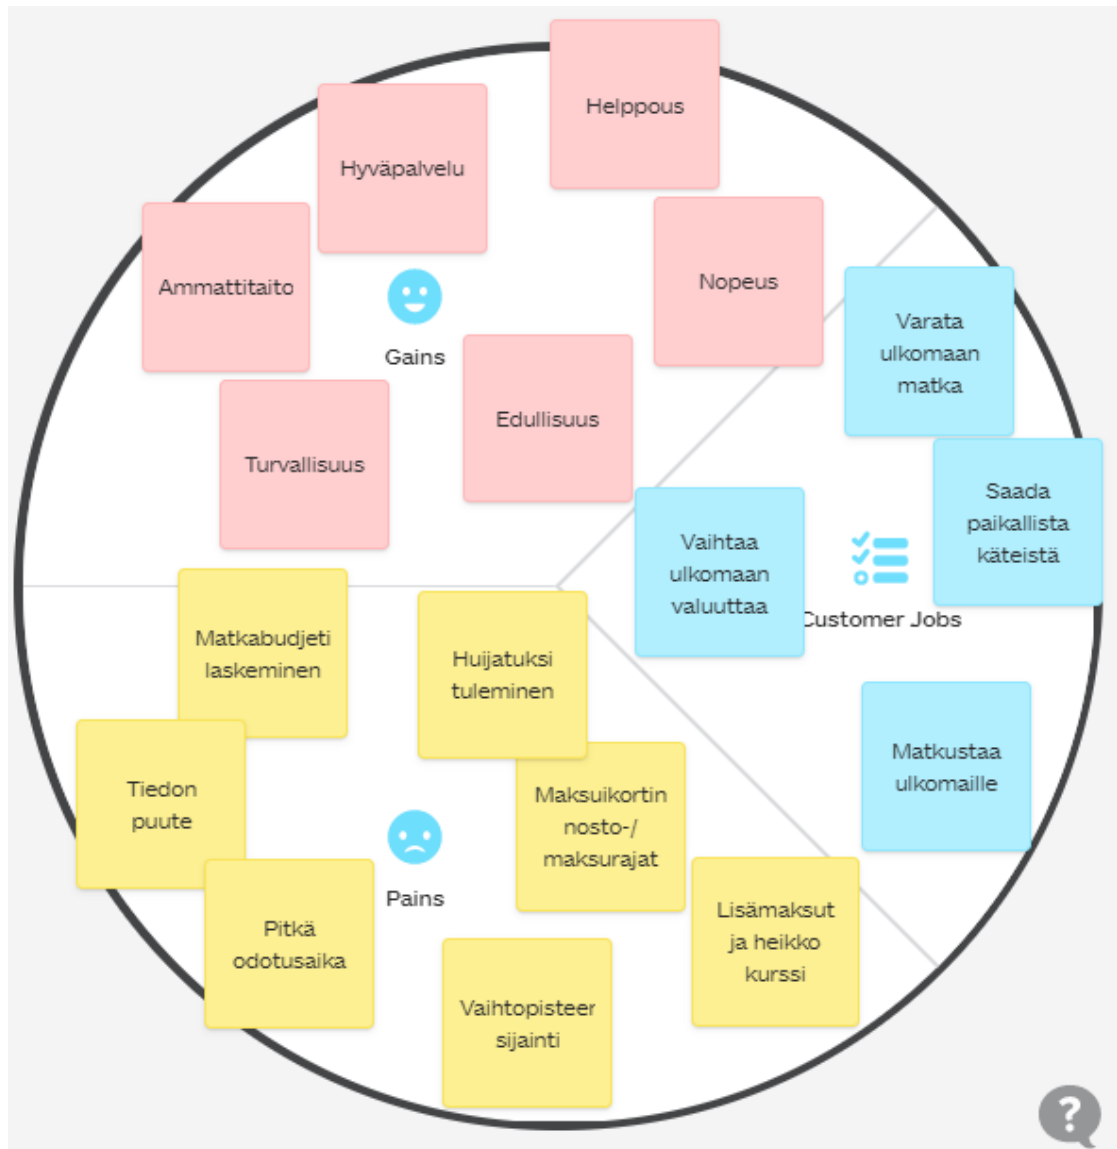 Helppous
Hyväpalvelu
Ammattitaito
Nopeus
Gains
Edullisuus
Turvallisuus
Varata
ulkomaan
matka
Saada
paikallista
käteistä
Vaihtaa
ulkomaan
valuuttaa
Customer Jobs
Matkustaa
ulkomaille
Matkabudjeti
laskeminen
Huijatuksi
tuleminen
Tiedon
puute
Maksuikortin
nosto-/
maksurajat
Pains
Pitkä
odotusaika
Lisämaksut
ja heikko
kurssi
Vaihtopisteer
sijainti
?